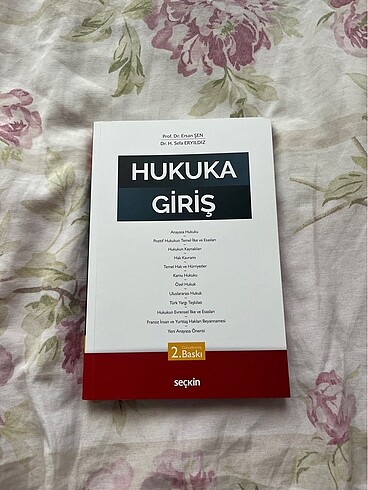 Prof. Dr. Ersan ŞEN
Dr. H. Sefa ERYILDIZ
HUKUKA
GİRİŞ
Anayasa Hukuku
Pozitif Hukukun Temel İlke ve Esasları
Hukukun Kaynakları
Hak Kavramı
Temel Hak ve Hürriyetler
Kamu Hukuku
Özel Hukuk
Uluslararası Hukuk
Türk Yargı Teşkilatı
Hukukun Evrensel İlke ve Esasları
Fransız İnsan ve Yurttaş Hakları Beyannamesi
Yeni Anayasa Önerisi
2.Baskı
seçkin